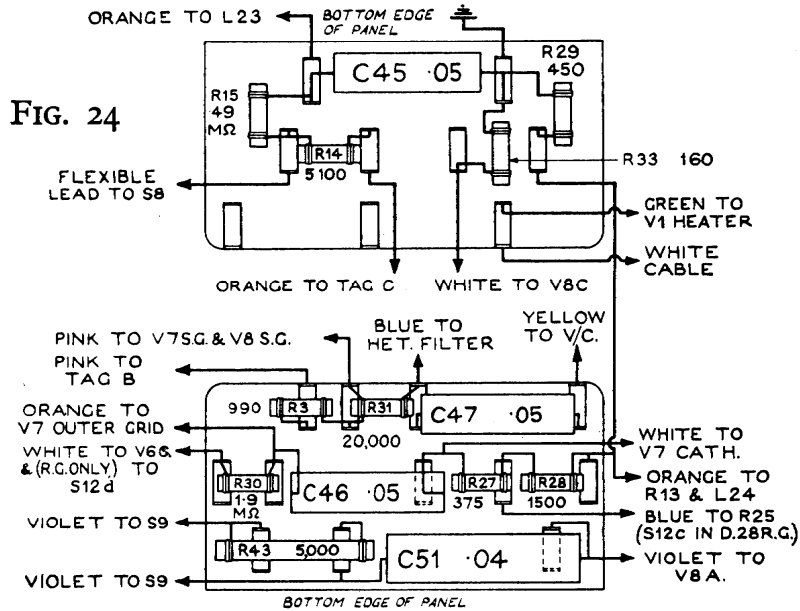 ORANGE TO L23
BOTTOM EDGE
OF PANEL
C45 .05
R29
450
R15
.49
MΩ
FIG. 24
R14
5100
R33 160
FLEXIBLE
LEAD TO S8
GREEN TO
V1 HEATER
WHITE
CABLE
ORANGE TO TAG C
WHITE TO V8C
PINK TO V7S.G. & V8 S.G.
BLUE TO
HET. FILTER
YELLOW
TO V/C.
PINK TO
TAG B
990
R3
R31
C47 .05
ORANGE TO
V7 OUTER GRID
20,000
WHITE TO
V7 CATH.
WHITE TO V6G
& (R.G. ONLY) TO
S12d
R30
1.9
MΩ
C46 .05
R27
375
R28
1500
ORANGE TO
R13 & L24
BLUE TO R25
(S12C IN D.28R.G.)
VIOLET TO S9
R43 5,000
C51 .04
VIOLET TO
V8A.
VIOLET TO S9
BOTTOM EDGE OF PANEL